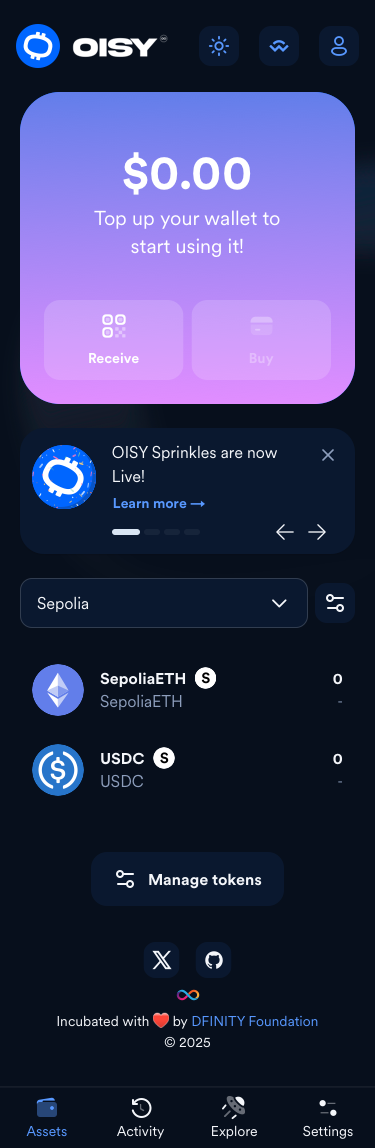 OISY
$0.00
Top up your wallet to
start using it!
Receive
Buy
OISY Sprinkles are now
Live!
Learn more →
Sepolia
SepoliaETH S
0
SepoliaETH
-
USDC S
0
USDC
-
Manage tokens
Incubated with ❤️ by DFINITY Foundation
© 2025
Assets
Activity
Explore
Settings